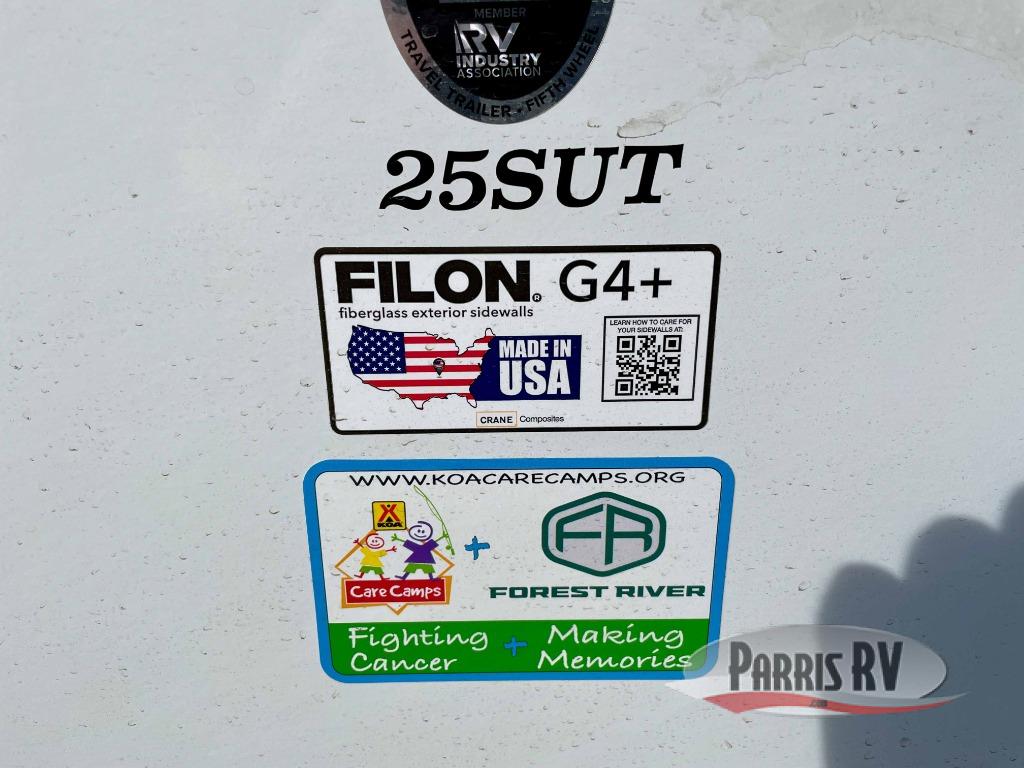 MEMBER
RV
INDUSTRY
ASSOCIATION
TRAVEL TRAILER • FIFTH WHEEL
25SUT
FILON® G4+
fiberglass exterior sidewalls
LEARN HOW TO CARE FOR
YOUR SIDEWALLS AT:
MADE IN
USA
CRANE Composites
WWW.KOACARECAMPS.ORG
KOA
Care Camps
+
FR
FOREST RIVER
Fighting + Making
Cancer Memories
PARRIS RV
.com